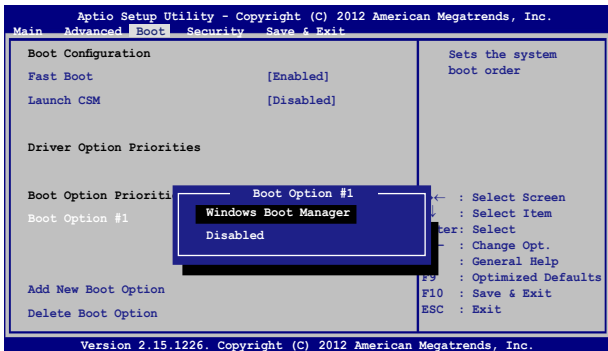 Aptio Setup Utility - Copyright (C) 2012 American Megatrends, Inc.
Main Advanced Boot Security Save & Exit
Boot Configuration
Fast Boot [Enabled]
Launch CSM [Disabled]
Driver Option Priorities
Boot Option Prioriti
Boot Option #1
Add New Boot Option
Delete Boot Option
Boot Option #1
Windows Boot Manager
Disabled
Sets the system
boot order
← : Select Screen
: Select Item
ter: Select
— : Change Opt.
: General Help
F9 : Optimized Defaults
F10 : Save & Exit
ESC : Exit
Version 2.15.1226. Copyright (C) 2012 American Megatrends, Inc.